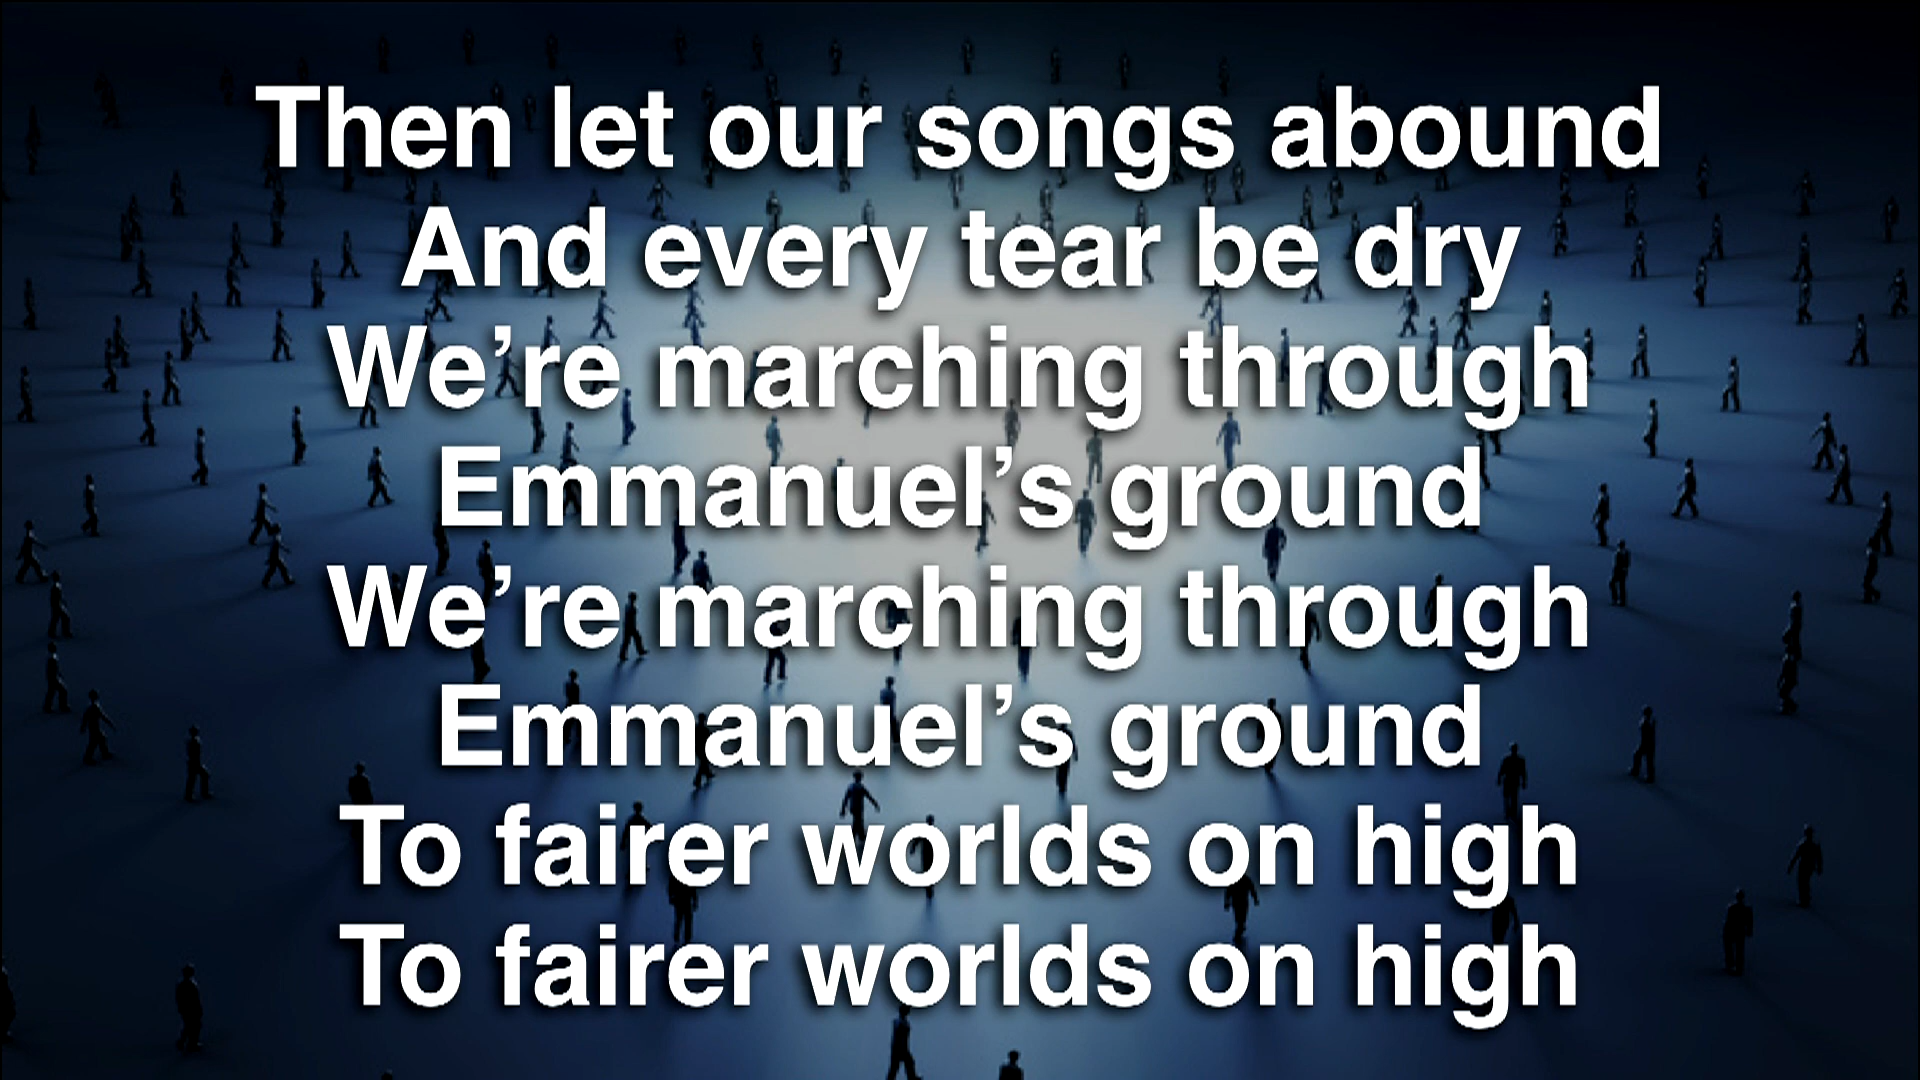 Then let our songs abound
And every tear be dry
We’re marching through
Emmanuel’s ground
We’re marching through
Emmanuel’s ground
To fairer worlds on high
To fairer worlds on high